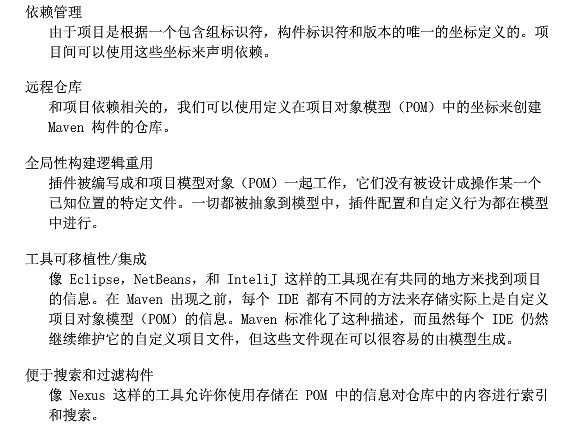 依赖管理
由于项目是根据一个包含组标识符，构件标识符和版本的唯一的坐标定义的。项
目间可以使用这些坐标来声明依赖。
远程仓库
和项目依赖相关的，我们可以使用定义在项目对象模型（POM）中的坐标来创建
Maven 构件的仓库。
全局性构建逻辑重用
插件被编写成和项目模型对象（POM）一起工作，它们没有被设计成操作某一个
已知位置的特定文件。一切都被抽象到模型中，插件配置和自定义行为都在模型
中进行。
工具可移植性/集成
像 Eclipse，NetBeans，和 InteliJ 这样的工具现在有共同的地方来找到项目
的信息。在 Maven 出现之前，每个 IDE 都有不同的方法来存储实际上是自定义
项目对象模型（POM）的信息。Maven 标准化了这种描述，而虽然每个 IDE 仍然
继续维护它的自定义项目文件，但这些文件现在可以很容易的由模型生成。
便于搜索和过滤构件
像 Nexus 这样的工具允许你使用存储在 POM 中的信息对仓库中的内容进行索引
和搜索。